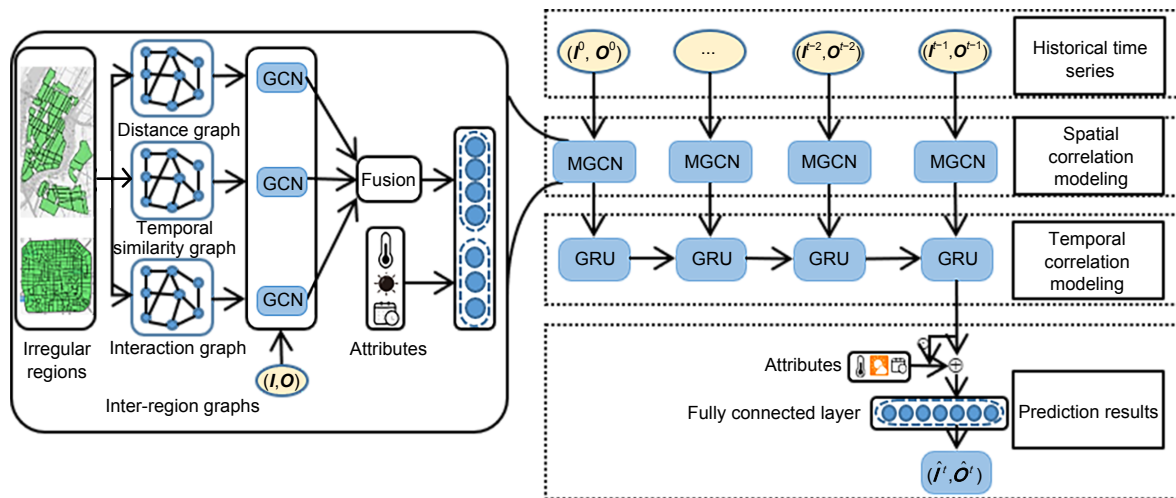 Distance graph
Temporal
similarity graph
Interaction graph
Irregular
regions
Inter-region graphs
GCN
GCN
GCN
(I,O)
Fusion
Attributes
(I⁰, O⁰)
...
(Iᵗ⁻²,Oᵗ⁻²)
(Iᵗ⁻¹,Oᵗ⁻¹)
Historical time
series
MGCN
MGCN
MGCN
MGCN
Spatial
correlation
modeling
GRU
GRU
GRU
GRU
Temporal
correlation
modeling
Attributes
Fully connected layer
Prediction results
(Îᵗ,Ôᵗ)